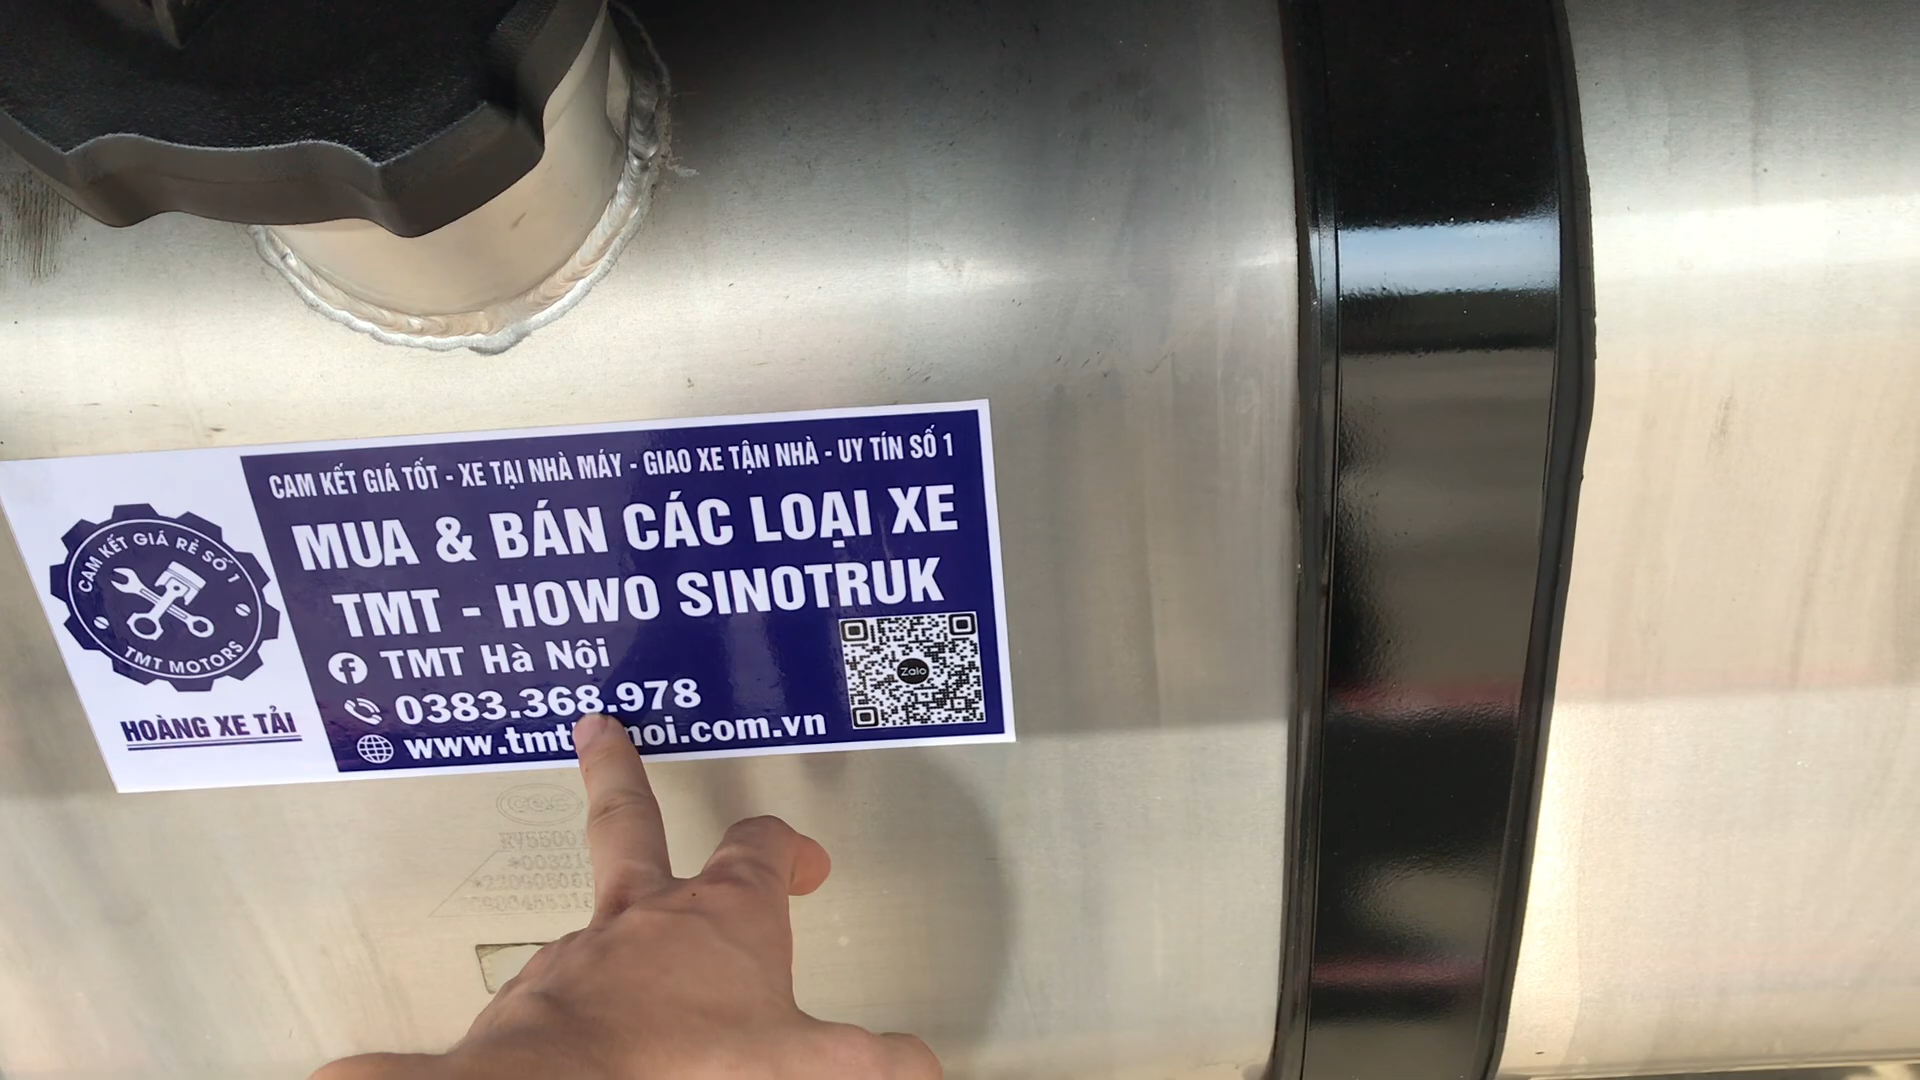 CAM KẾT GIÁ TỐT - XE TẠI NHÀ MÁY - GIAO XE TẬN NHÀ - UY TÍN SỐ 1
MUA & BÁN CÁC LOẠI XE
TMT - HOWO SINOTRUK
TMT Hà Nội
0383.368.978
CAM KẾT GIÁ RẺ SỐ 1
TMT MOTORS
HOÀNG XE TẢI
Zalo